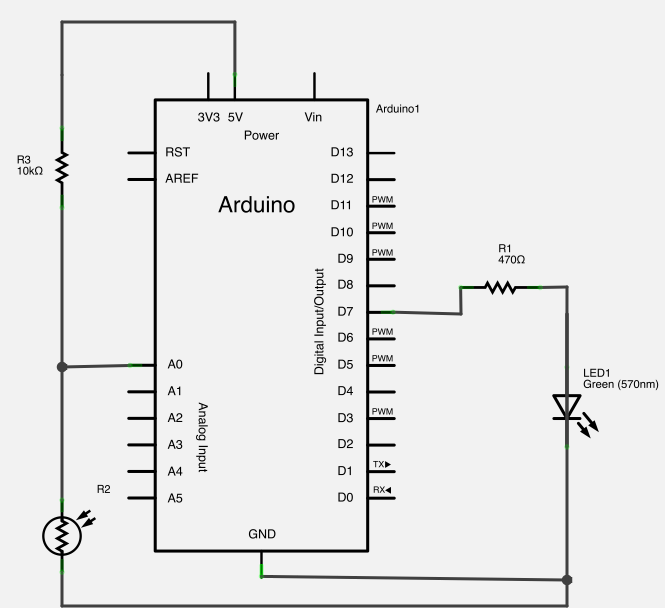 Arduino1
3V3 5V Vin
Power
R3
10kΩ
RST D13
AREF D12
Arduino
D11 PWM
D10 PWM
D9 PWM
R1
470Ω
D8
D7
Digital Input/Output
D6 PWM
A0 D5 PWM
LED1
Green (570nm)
A1 D4
A2 D3 PWM
Analog Input
A3 D2
A4 D1 TX▶
R2
A5 D0 RX◀
GND